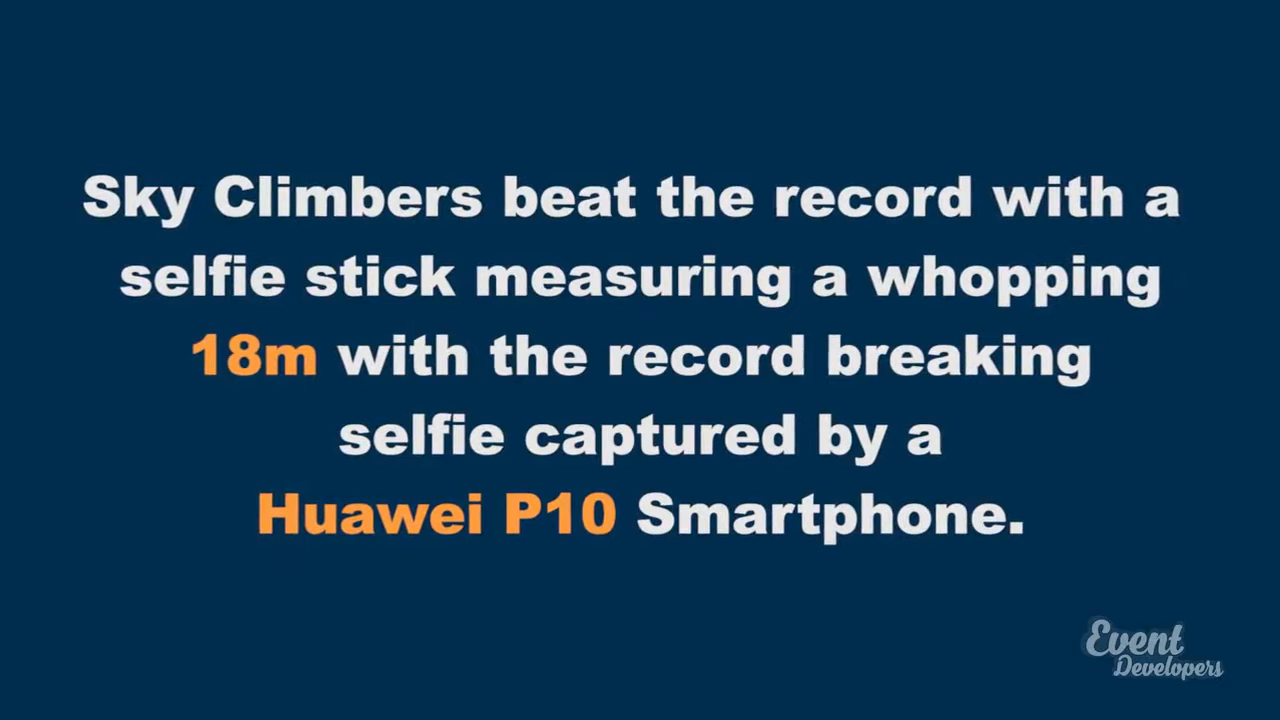 Sky Climbers beat the record with a
selfie stick measuring a whopping
18m with the record breaking
selfie captured by a
Huawei P10 Smartphone.
Event
Developers